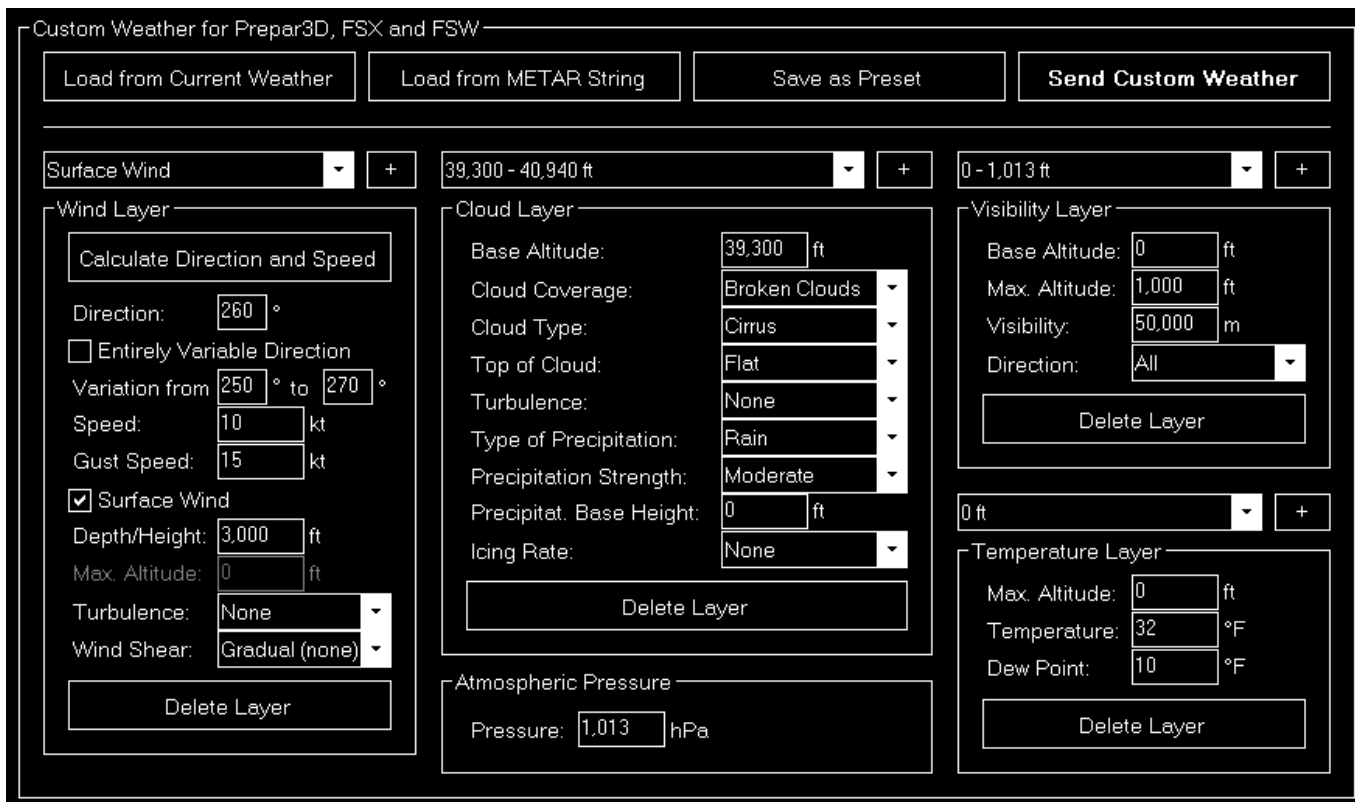 Custom Weather for Prepar3D, FSX and FSW
Load from Current Weather
Load from METAR String
Save as Preset
Send Custom Weather
Surface Wind
+
Wind Layer
Calculate Direction and Speed
Direction: 260 °
Entirely Variable Direction
Variation from 250 ° to 270 °
Speed: 10 kt
Gust Speed: 15 kt
Surface Wind
Depth/Height: 3,000 ft
Max. Altitude: 0 ft
Turbulence: None
Wind Shear: Gradual (none)
Delete Layer
39,300 - 40,940 ft
+
Cloud Layer
Base Altitude: 39,300 ft
Cloud Coverage: Broken Clouds
Cloud Type: Cirrus
Top of Cloud: Flat
Turbulence: None
Type of Precipitation: Rain
Precipitation Strength: Moderate
Precipitat. Base Height: 0 ft
Icing Rate: None
Delete Layer
Atmospheric Pressure
Pressure: 1,013 hPa
0 - 1,013 ft
+
Visibility Layer
Base Altitude: 0 ft
Max. Altitude: 1,000 ft
Visibility: 50,000 m
Direction: All
Delete Layer
0 ft
+
Temperature Layer
Max. Altitude: 0 ft
Temperature: 32 °F
Dew Point: 10 °F
Delete Layer